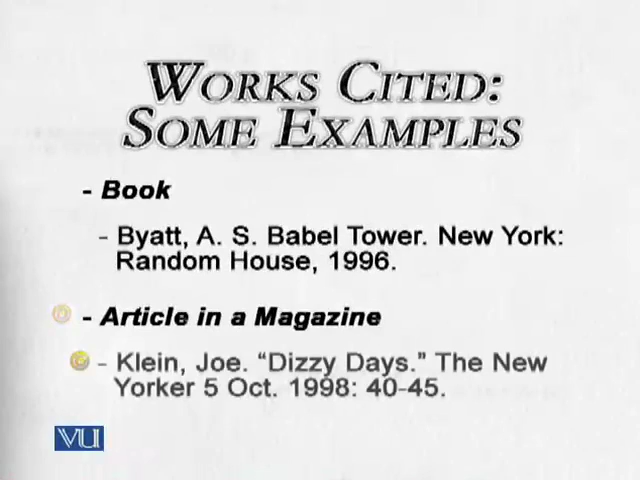 WORKS CITED:
SOME EXAMPLES
- Book
- Byatt, A. S. Babel Tower. New York:
Random House, 1996.
- Article in a Magazine
- Klein, Joe. “Dizzy Days.” The New
Yorker 5 Oct. 1998: 40-45.
VU